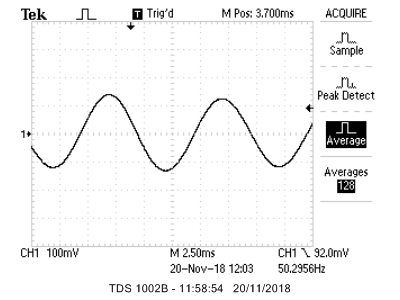 Tek T Trig'd M Pos: 3.700ms ACQUIRE
Sample
Peak Detect
Average
Averages
128
1
CH1 100mV M 2.50ms CH1 92.0mV
20-Nov-18 12:03 50.2956Hz
TDS 1002B - 11:58:54 20/11/2018